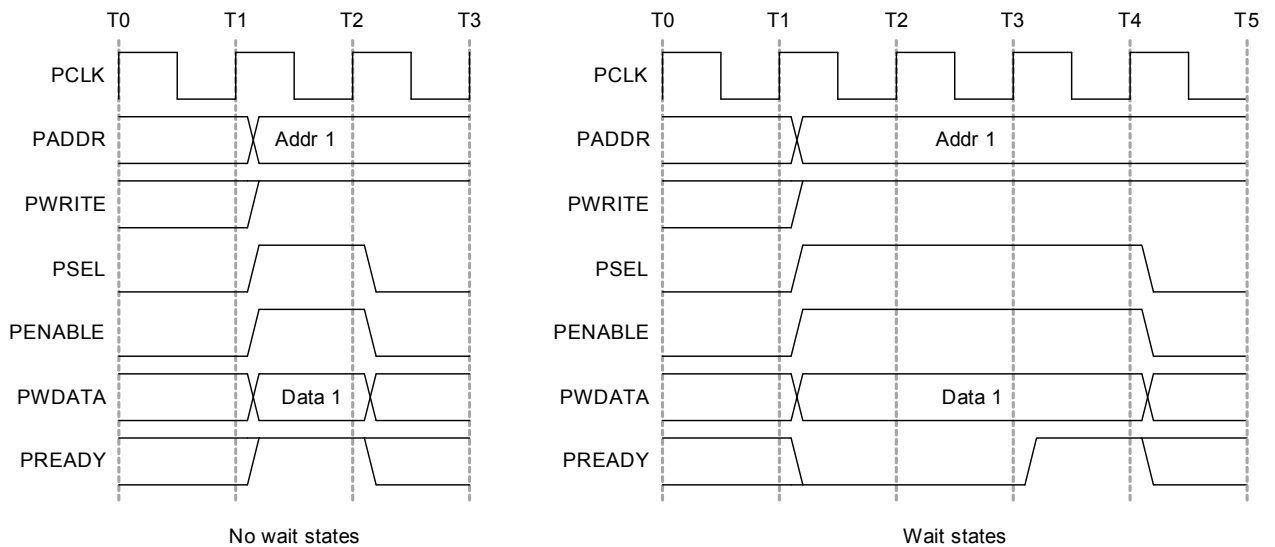 T0 T1 T2 T3
PCLK
PADDR Addr 1
PWRITE
PSEL
PENABLE
PWDATA Data 1
PREADY
No wait states
T0 T1 T2 T3 T4 T5
PCLK
PADDR Addr 1
PWRITE
PSEL
PENABLE
PWDATA Data 1
PREADY
Wait states